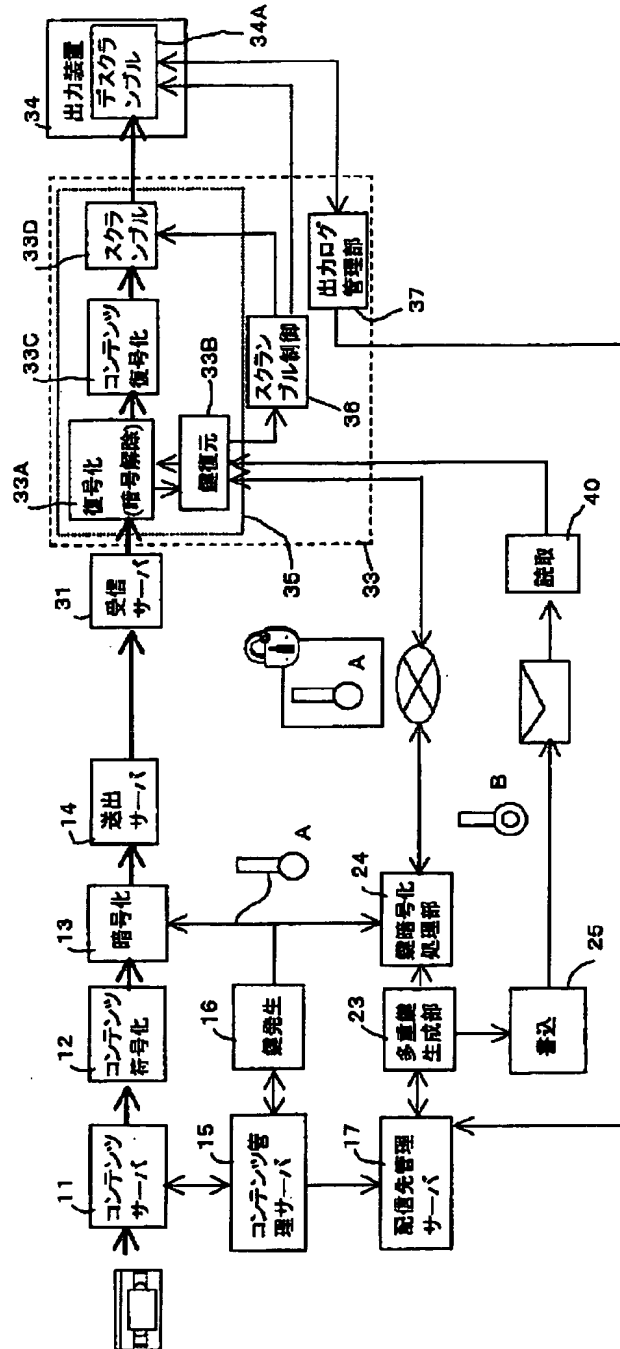 11
コンテンツ
サーバ
12
コンテンツ
符号化
13
暗号化
14
送出
サーバ
31
受信
サーバ
33A
復号化
(暗号解除)
33C
コンテンツ
復号化
33D
スクラ
ンブル
34
出力装置
デスクラ
ンブル
34A
33B
鍵復元
スクラン
ブル制御
36
出力ログ
管理部
37
35
33
15
コンテンツ管
理サーバ
16
鍵発生
A
A
17
配信先管理
サーバ
23
多重鍵
生成部
24
鍵暗号化
処理部
B
25
書込
40
読取